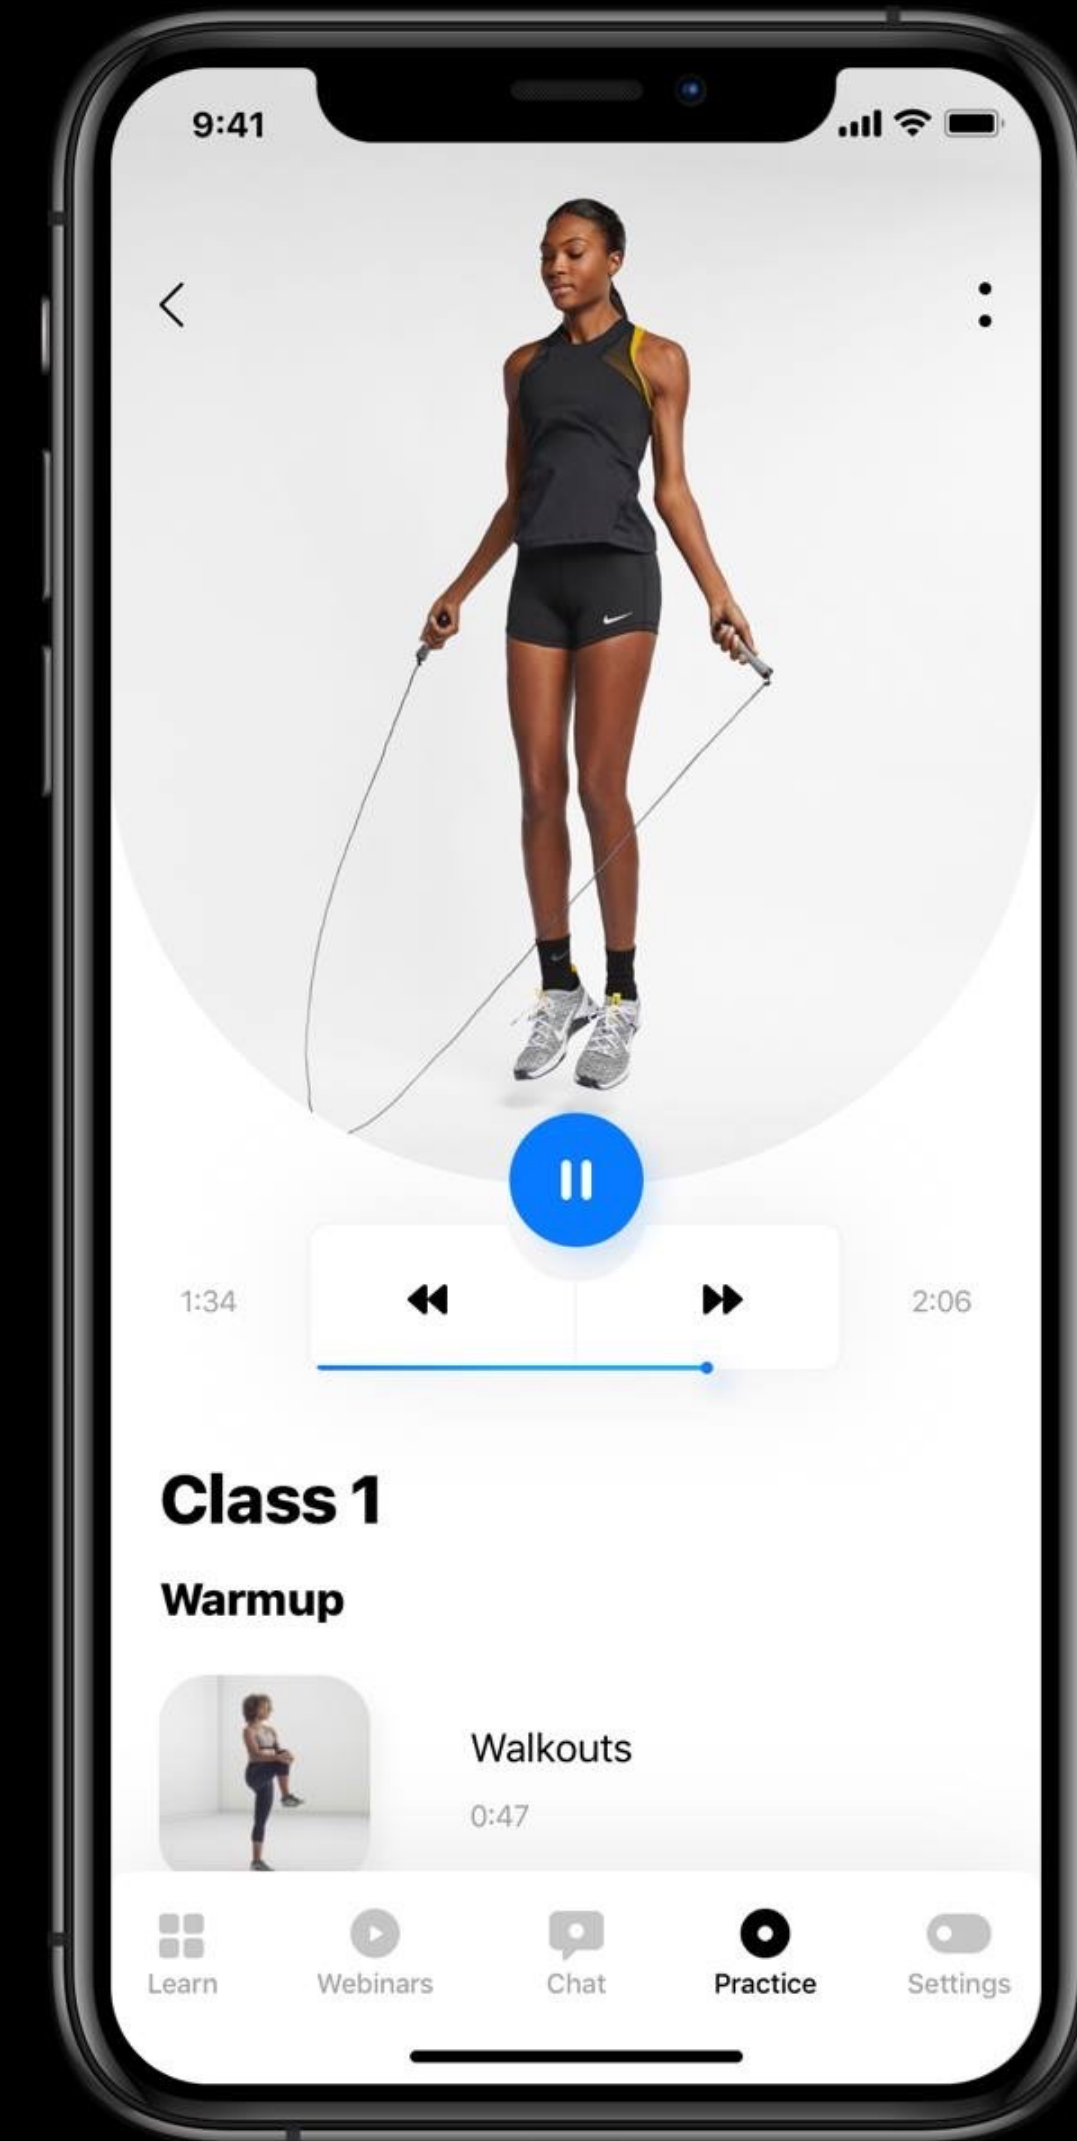 9:41
1:34
2:06
Class 1
Warmup
Walkouts
0:47
Learn
Webinars
Chat
Practice
Settings